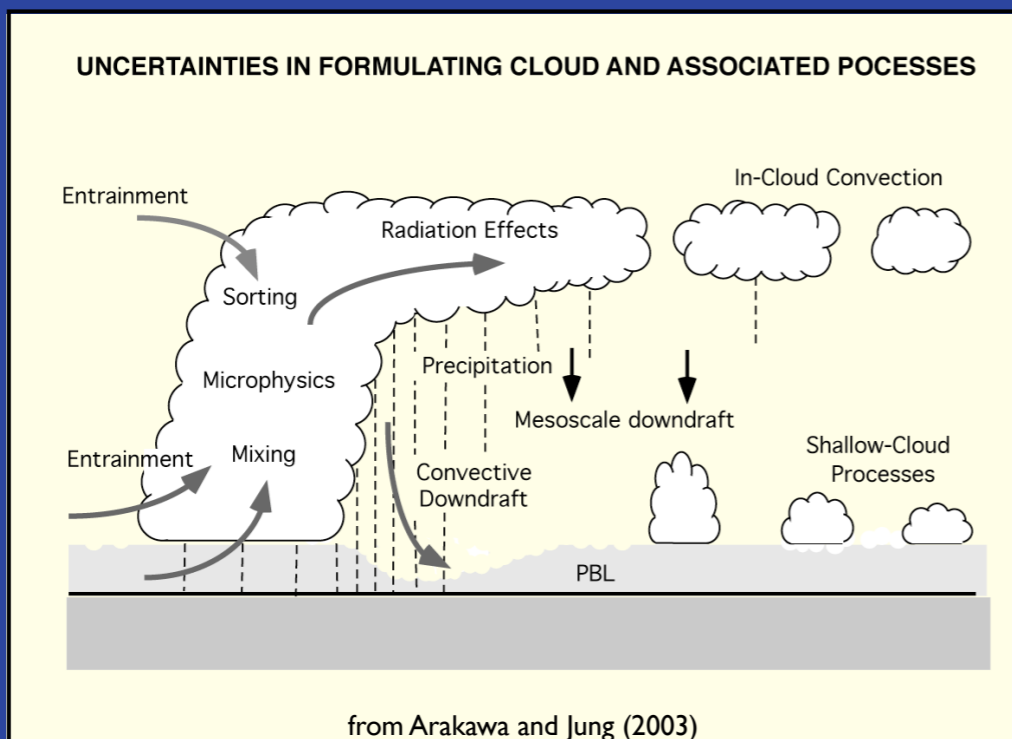 UNCERTAINTIES IN FORMULATING CLOUD AND ASSOCIATED POCESSES
Entrainment
In-Cloud Convection
Radiation Effects
Sorting
Precipitation
Microphysics
Mesoscale downdraft
Entrainment
Mixing
Shallow-Cloud
Processes
Convective
Downdraft
PBL
from Arakawa and Jung (2003)